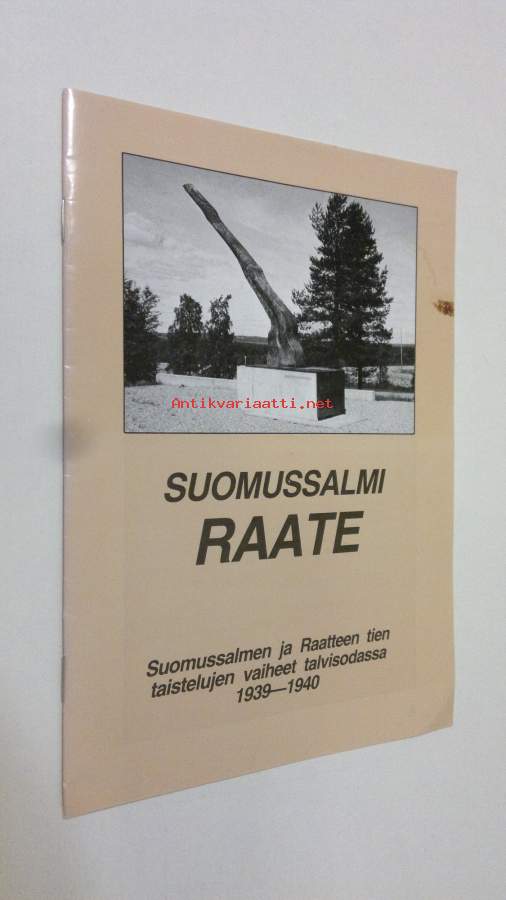 Antikvariaatti.net
SUOMUSSALMI
RAATE
Suomussalmen ja Raatteen tien
taistelujen vaiheet talvisodassa
1939—1940